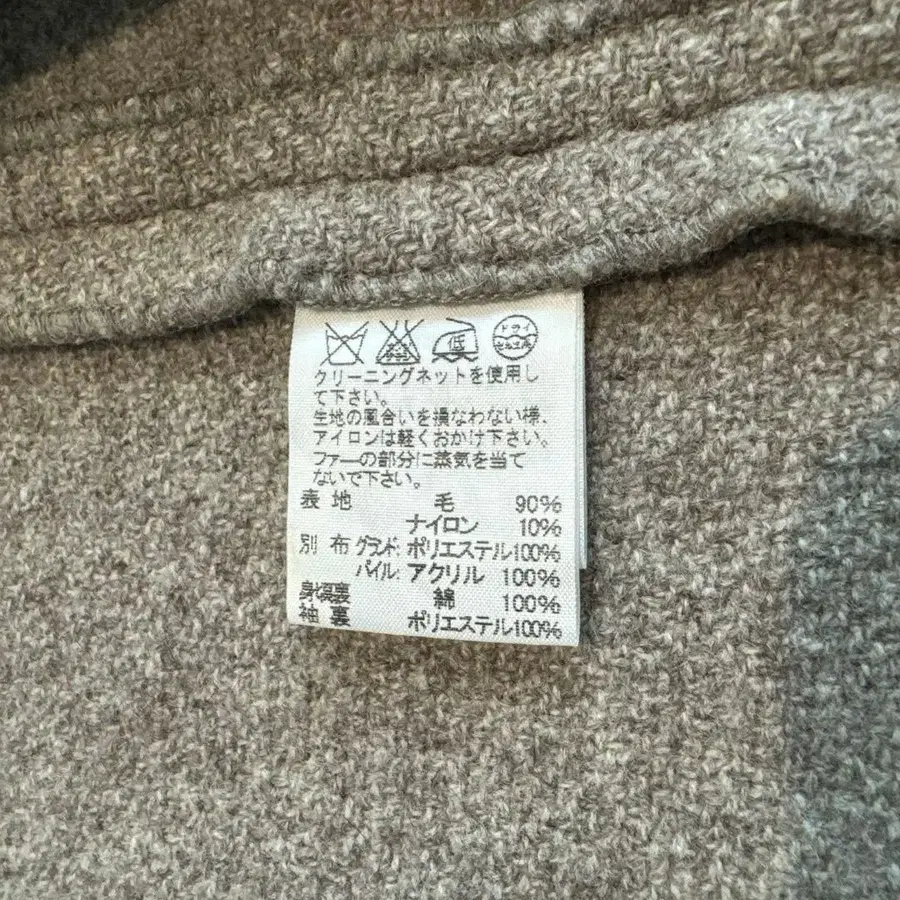 低 ドライ
クリーニングネットを使用し
て下さい。
生地の風合いを損なわない様、
アイロンは軽くおかけ下さい。
ファーの部分に蒸気を当て
ないで下さい。
表地 毛 90%
ナイロン 10%
別布 グランド: ポリエステル100%
パイル: アクリル 100%
身頃裏 綿 100%
袖裏 ポリエステル100%